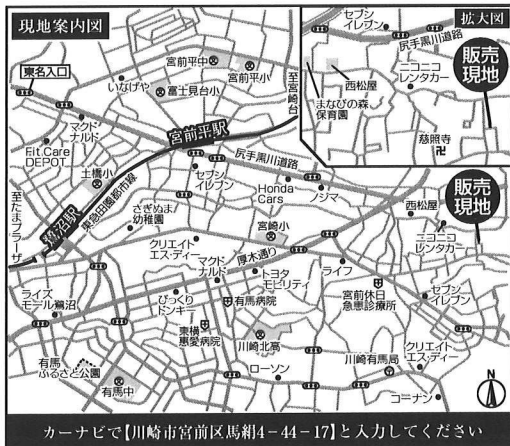 現地案内図
拡大図
セブン
イレブン
尻手黒川道路
販売
現地
ニコニコ
レンタカー
西松屋
まなびの森
保育園
慈照寺
宮前平中
宮前平小
いなげや
富士見台小
至宮崎台
東名入口
マクド
ナルド
Fit Care
DEPOT
土橋小
宮前平駅
尻手黒川道路
セブン
イレブン
Honda
Cars
ノジマ
東急田園都市線
至たまプラーザ
鷺沼駅
さぎぬま
幼稚園
宮崎小
西松屋
ニコニコ
レンタカー
販売
現地
クリエイト
エス・ディー
厚木通り
マクド
ナルド
トヨタ
モビリティ
ライフ
ライズ
モール鷺沼
びっくり
ドンキー
有馬病院
宮前休日
急患診療所
セブン
イレブン
東横
惠愛病院
川崎北高
有馬
ふるさと公園
有馬中
ローソン
川崎有馬局
クリエイト
エス・ディー
コーナン
N
カーナビで【川崎市宮前区馬絹4-44-17】と入力してください